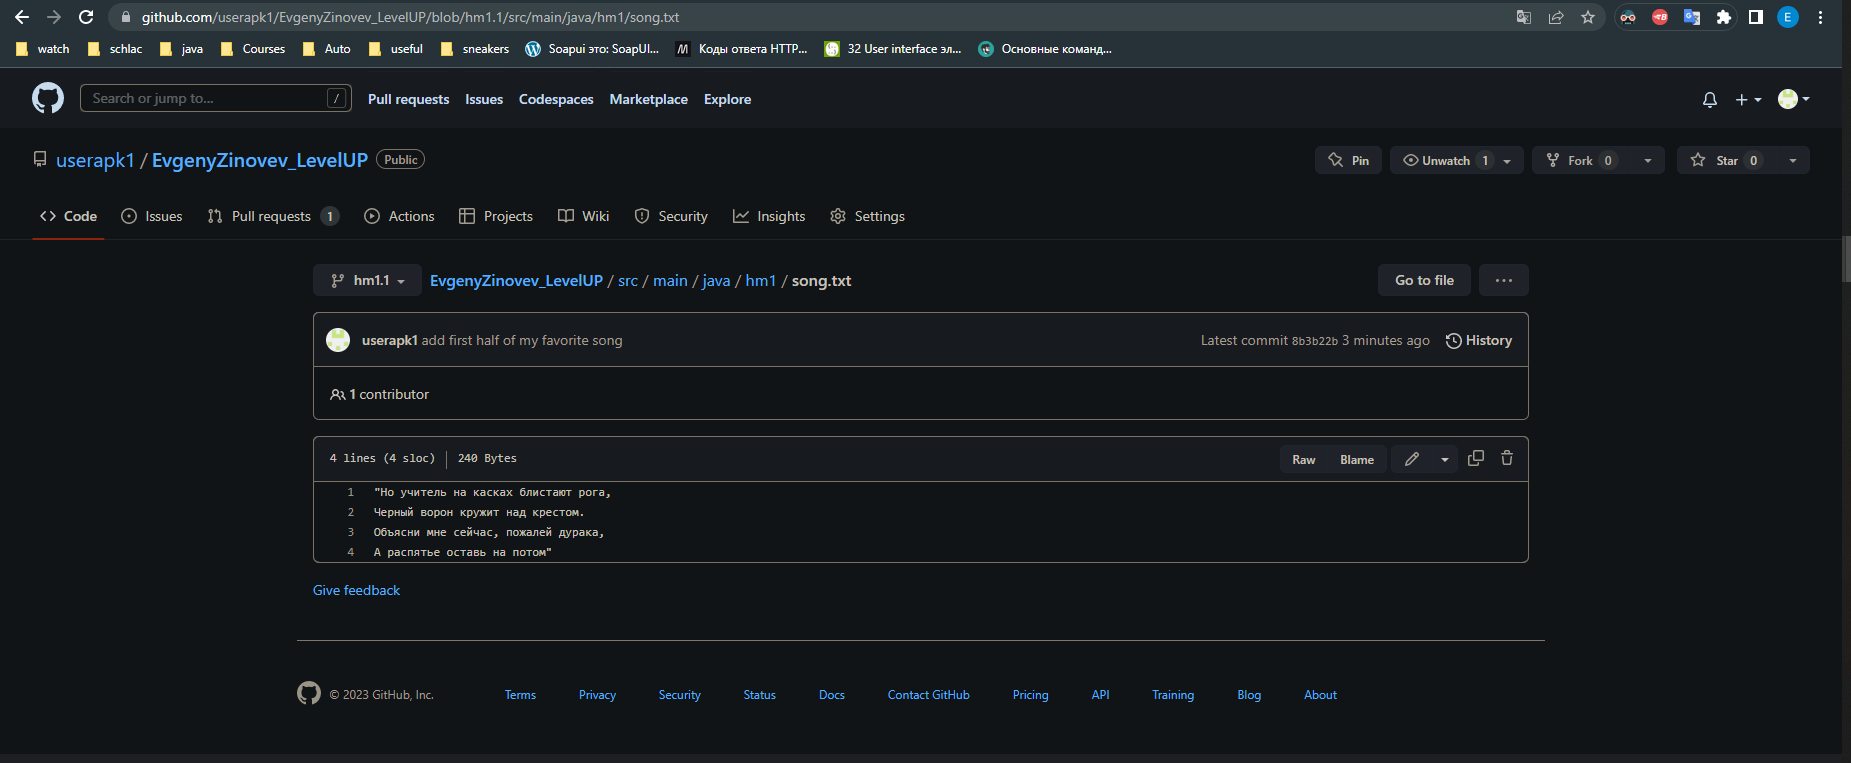 github.com/userapk1/EvgenyZinovev_LevelUP/blob/hm1.1/src/main/java/hm1/song.txt
E
watch schlac java Courses Auto useful sneakers Soapui это: SoapUI... Коды ответа HTTP... 32 User interface эл... Основные команд...
Search or jump to... / Pull requests Issues Codespaces Marketplace Explore
userapk1 / EvgenyZinovev_LevelUP Public Pin Unwatch 1 Fork 0 Star 0
Code Issues Pull requests 1 Actions Projects Wiki Security Insights Settings
hm1.1 EvgenyZinovev_LevelUP / src / main / java / hm1 / song.txt Go to file ...
userapk1 add first half of my favorite song Latest commit 8b3b22b 3 minutes ago History
1 contributor
4 lines (4 sloc) 240 Bytes Raw Blame
1 "Но учитель на касках блистают рога,
2 Черный ворон кружит над крестом.
3 Объясни мне сейчас, пожалей дурака,
4 А распятье оставь на потом"
Give feedback
© 2023 GitHub, Inc. Terms Privacy Security Status Docs Contact GitHub Pricing API Training Blog About